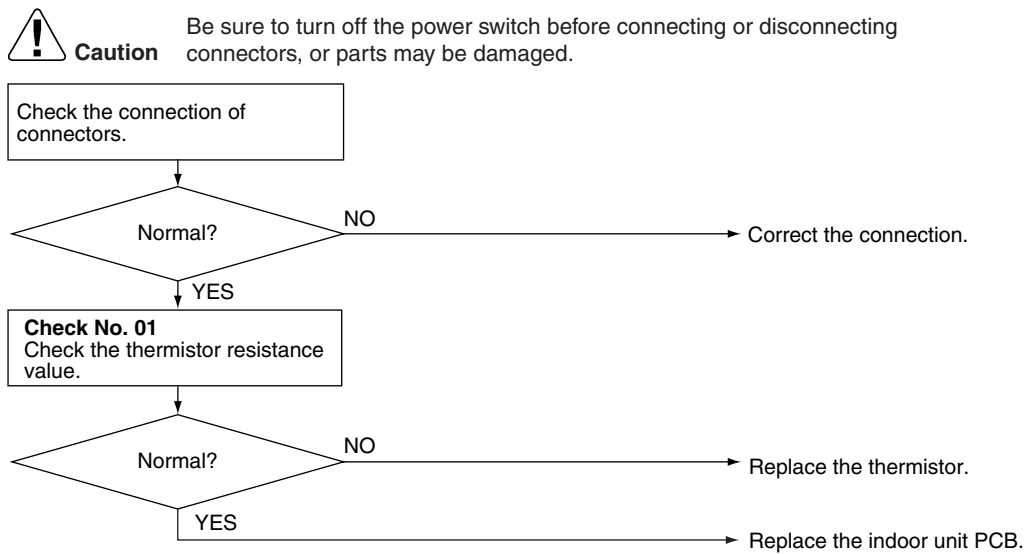 Be sure to turn off the power switch before connecting or disconnecting
Caution connectors, or parts may be damaged.
Check the connection of
connectors.
Normal?
NO
Correct the connection.
YES
Check No. 01
Check the thermistor resistance
value.
Normal?
NO
Replace the thermistor.
YES
Replace the indoor unit PCB.